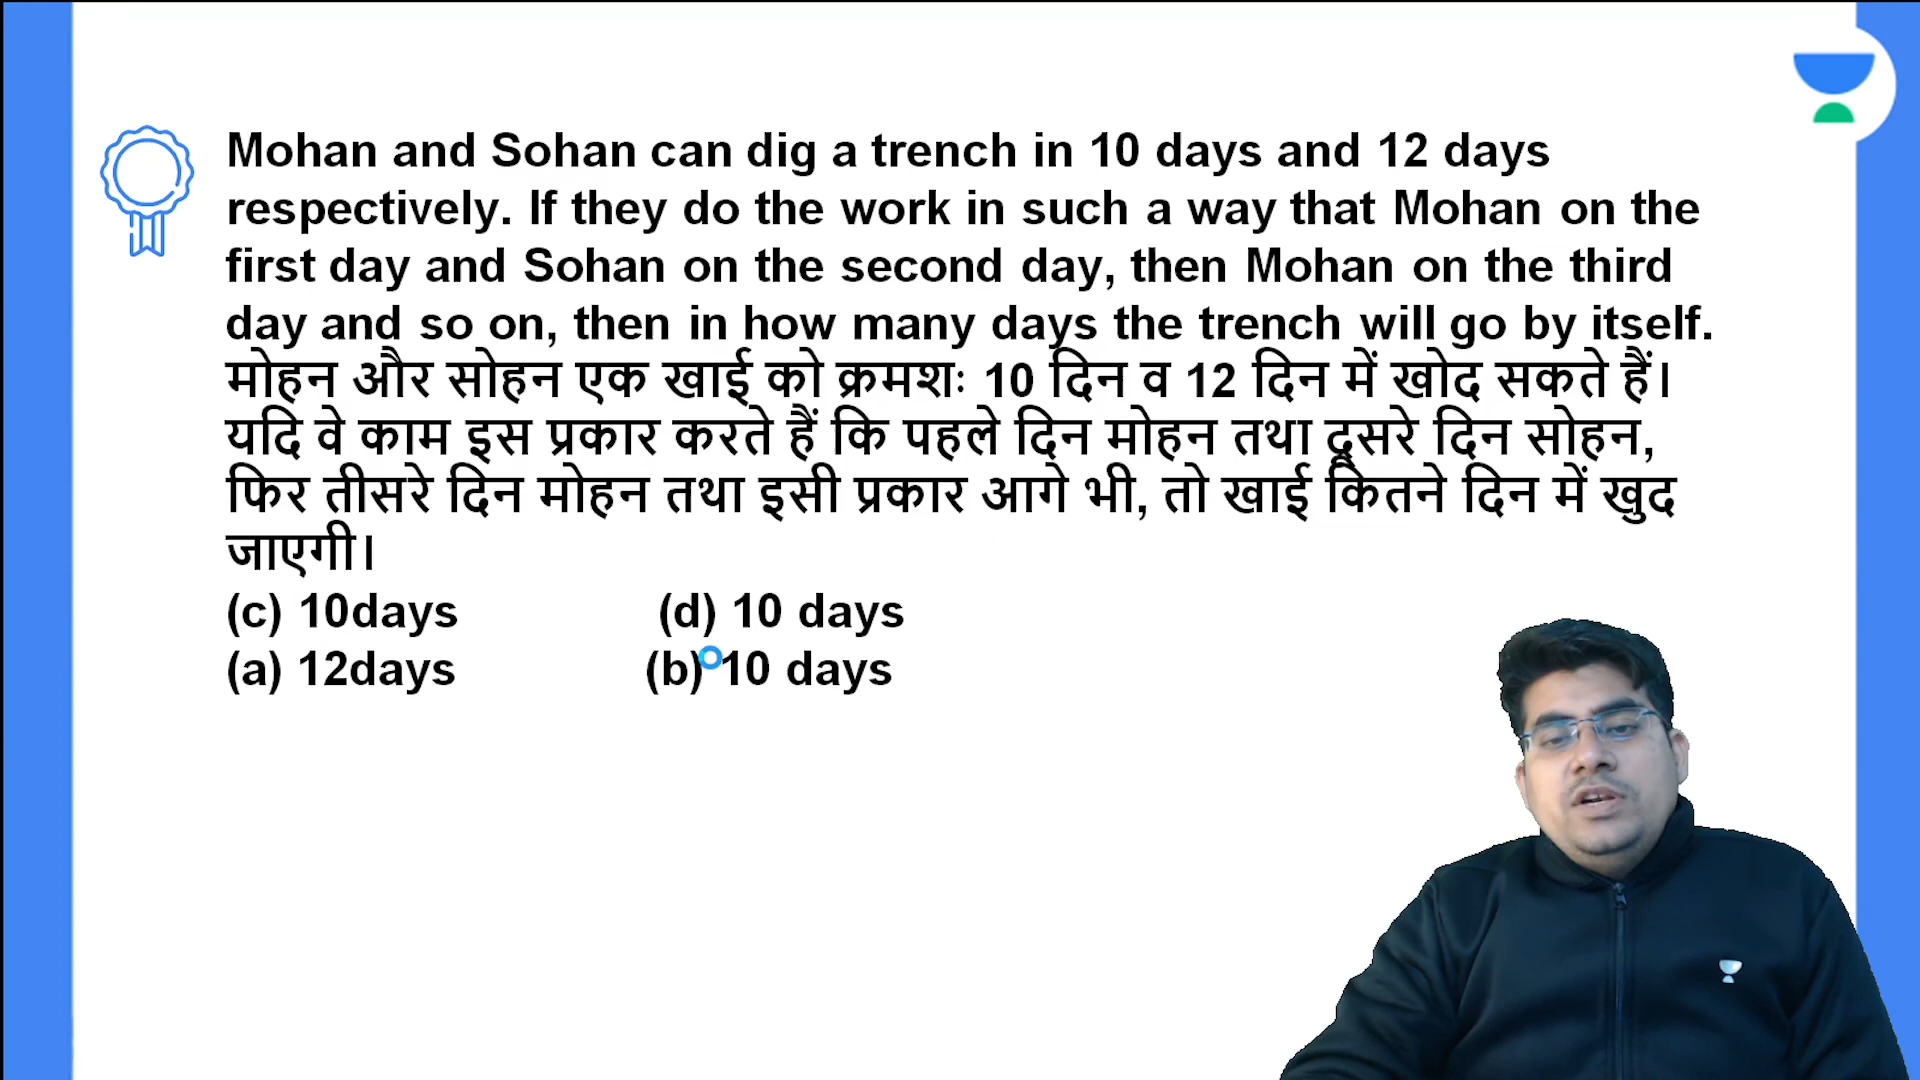 Mohan and Sohan can dig a trench in 10 days and 12 days
respectively. If they do the work in such a way that Mohan on the
first day and Sohan on the second day, then Mohan on the third
day and so on, then in how many days the trench will go by itself.
मोहन और सोहन एक खाई को क्रमशः 10 दिन व 12 दिन में खोद सकते हैं।
यदि वे काम इस प्रकार करते हैं कि पहले दिन मोहन तथा दूसरे दिन सोहन,
फिर तीसरे दिन मोहन तथा इसी प्रकार आगे भी, तो खाई कितने दिन में खुद
जाएगी।
(c) 10days (d) 10 days
(a) 12days (b) 10 days